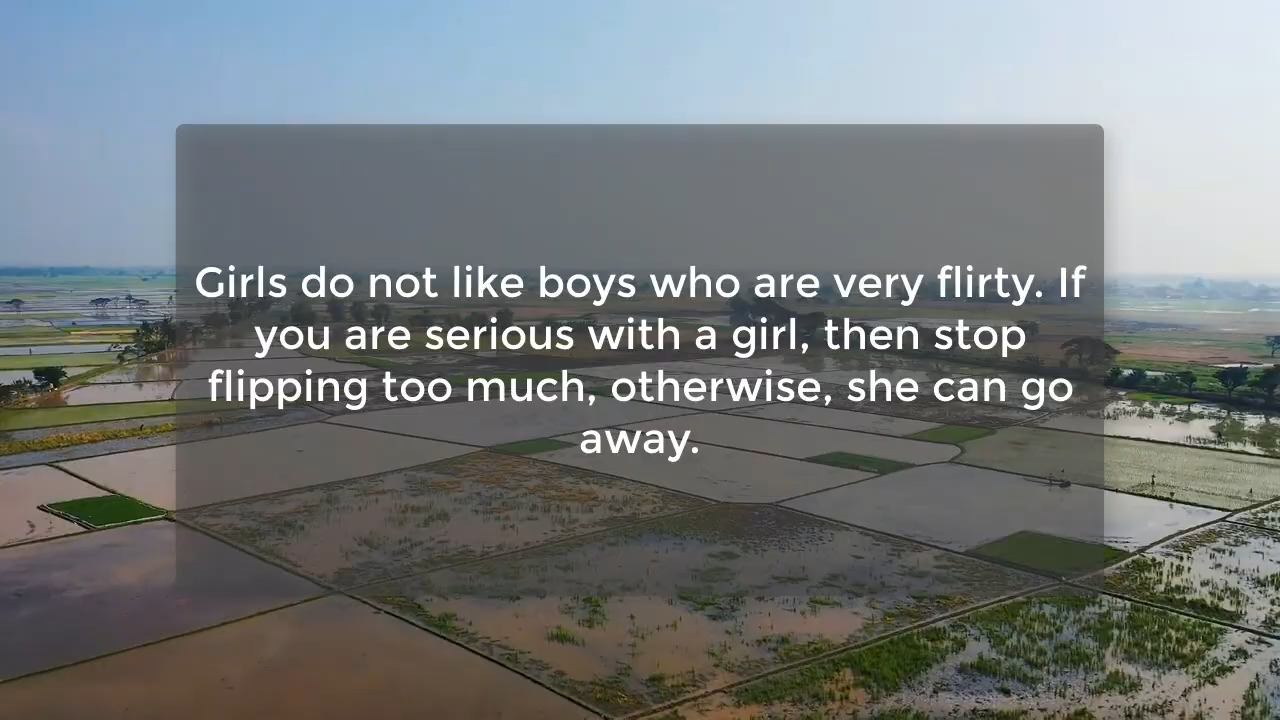 Girls do not like boys who are very flirty. If
you are serious with a girl, then stop
flipping too much, otherwise, she can go
away.